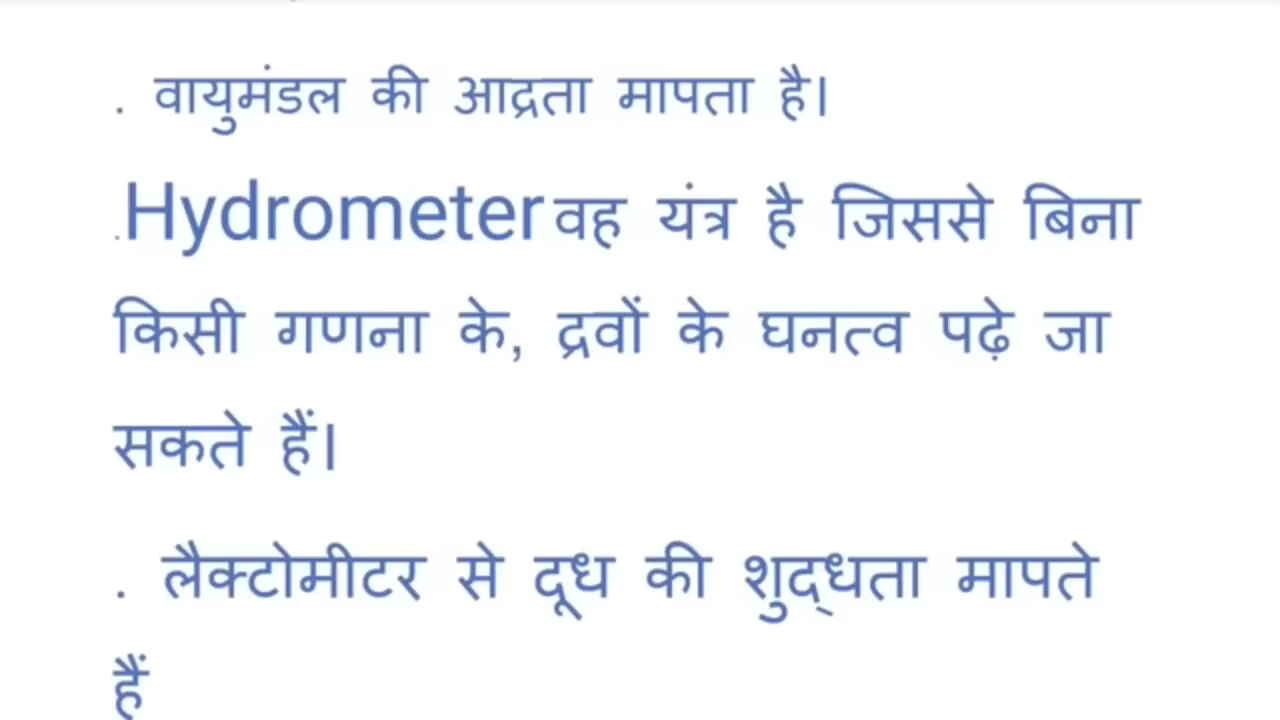 . वायुमंडल की आद्रता मापता है।
.Hydrometer वह यंत्र है जिससे बिना
किसी गणना के, द्रवों के घनत्व पढ़े जा
सकते हैं।
. लैक्टोमीटर से दूध की शुद्धता मापते
हैं